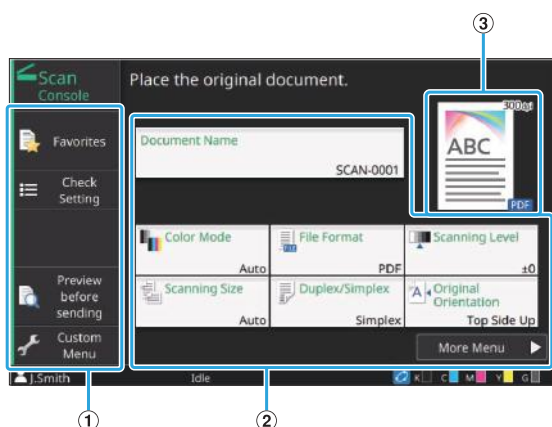 ③
Scan
Console
Place the original document.
Favorites
Check
Setting
Preview
before
sending
Custom
Menu
Document Name
SCAN-0001
300dpi
ABC
PDF
Color Mode
Auto
File Format
PDF
Scanning Level
±0
Scanning Size
Auto
Duplex/Simplex
Simplex
A
Original
Orientation
Top Side Up
More Menu
J.Smith
Idle
K C M Y G
①
②